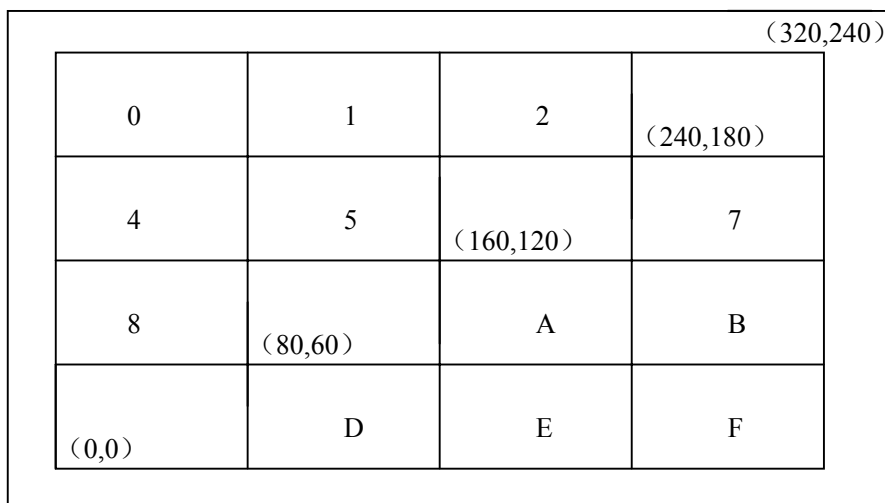 （320,240）
0 1 2 （240,180）
4 5 （160,120） 7
8 （80,60） A B
（0,0） D E F